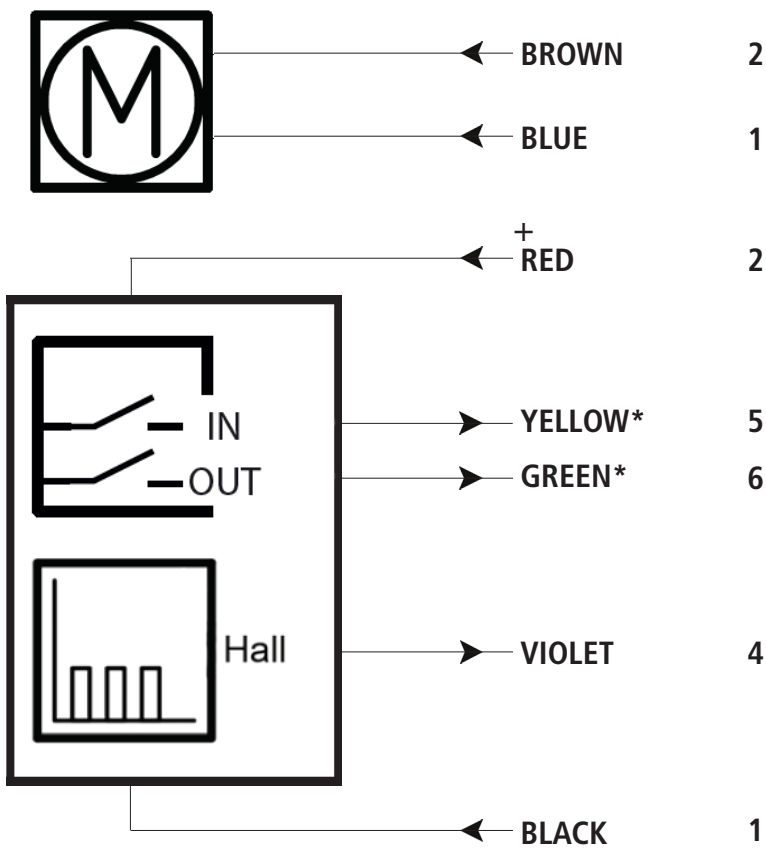 M
BROWN 2
BLUE 1
+
RED 2
IN
YELLOW* 5
OUT
GREEN* 6
Hall
VIOLET 4
BLACK 1